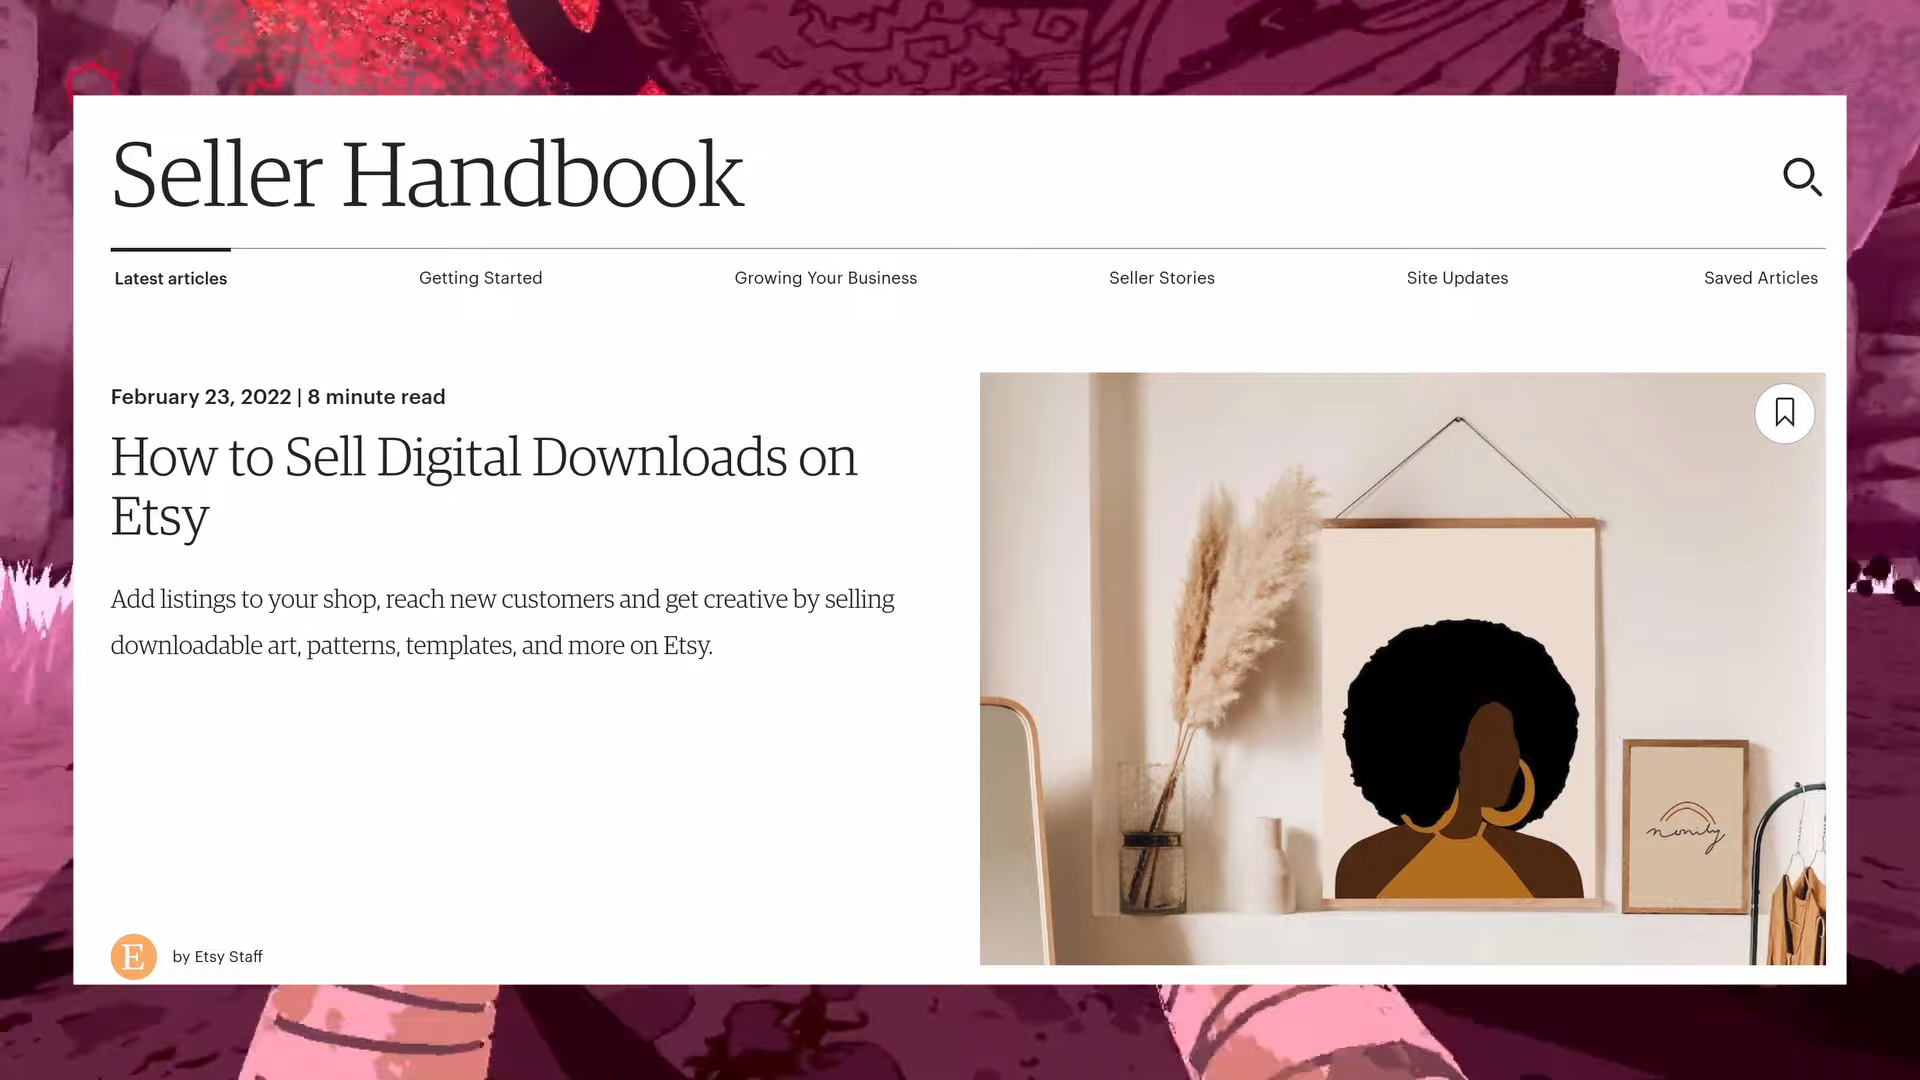 Seller Handbook
Latest articles
Getting Started
Growing Your Business
Seller Stories
Site Updates
Saved Articles
February 23, 2022 | 8 minute read
How to Sell Digital Downloads on
Etsy
Add listings to your shop, reach new customers and get creative by selling
downloadable art, patterns, templates, and more on Etsy.
E
by Etsy Staff